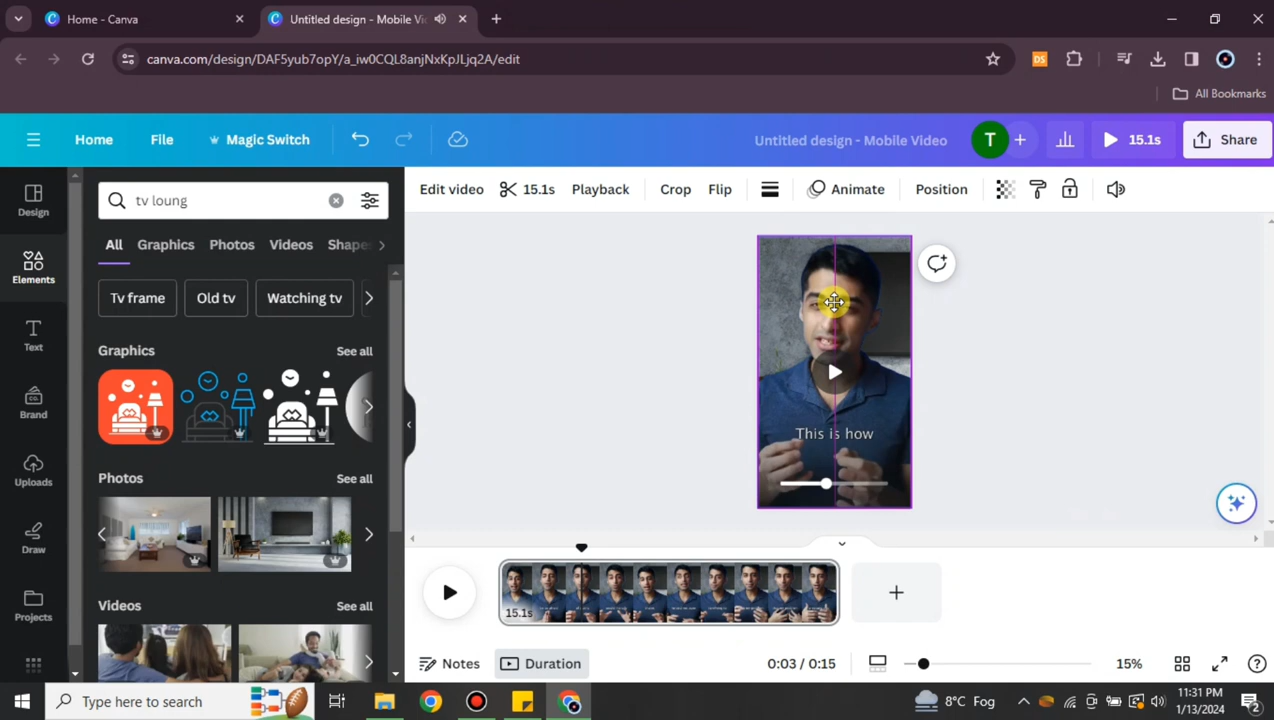 Home - Canva
Untitled design - Mobile Vi
canva.com/design/DAF5yub7opY/a_iw0CQL8anjNxKpJLjq2A/edit
DS
All Bookmarks
Home
File
Magic Switch
Untitled design - Mobile Video
T
15.1s
Share
Design
Elements
Text
Brand
Uploads
Draw
Projects
tv loung
All
Graphics
Photos
Videos
Shape
Tv frame
Old tv
Watching tv
Graphics
See all
Photos
See all
Videos
See all
Edit video
15.1s
Playback
Crop
Flip
Animate
Position
This is how
15.1s
Notes
Duration
0:03 / 0:15
15%
Type here to search
8°C Fog
11:31 PM
1/13/2024
2